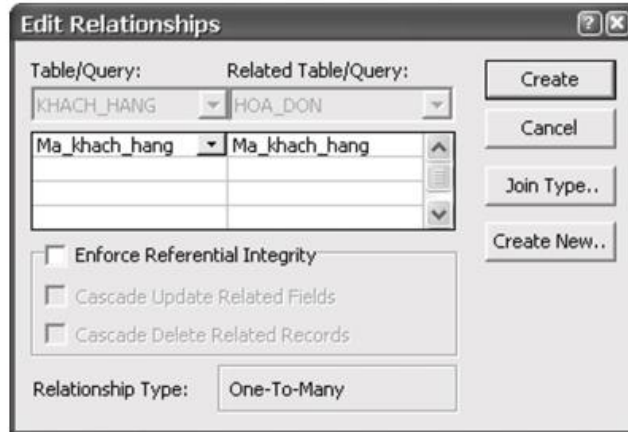 Edit Relationships
Table/Query: Related Table/Query:
KHACH_HANG HOA_DON
Ma_khach_hang Ma_khach_hang
Enforce Referential Integrity
Cascade Update Related Fields
Cascade Delete Related Records
Relationship Type: One-To-Many
Create
Cancel
Join Type..
Create New..